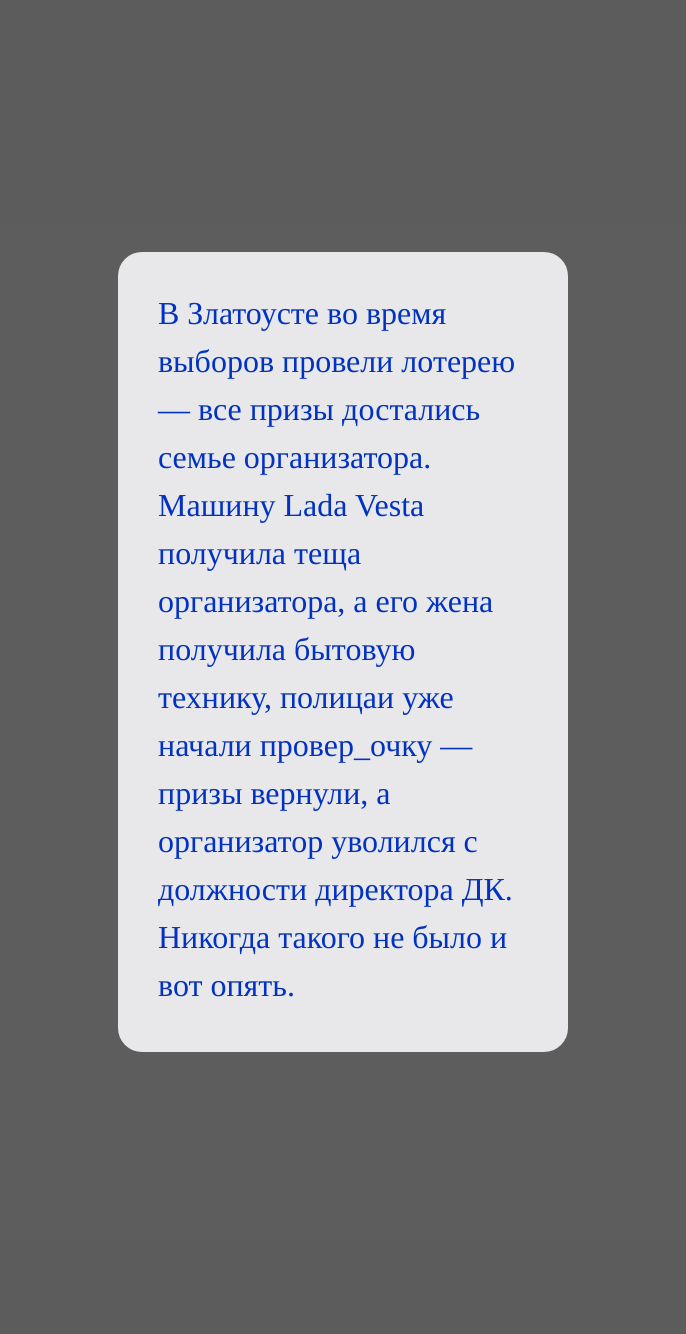 В Златоусте во время
выборов провели лотерею
— все призы достались
семье организатора.
Машину Lada Vesta
получила теща
организатора, а его жена
получила бытовую
технику, полицаи уже
начали провер_очку —
призы вернули, а
организатор уволился с
должности директора ДК.
Никогда такого не было и
вот опять.